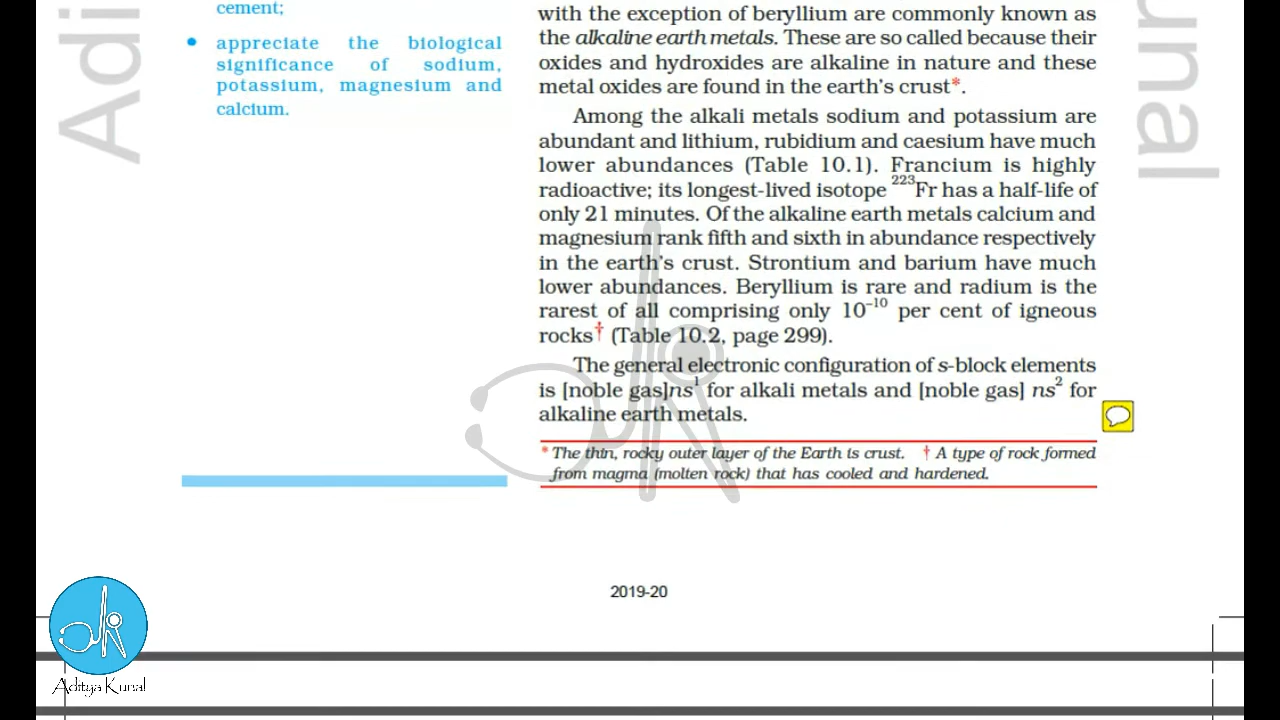 cement;
• appreciate the biological
significance of sodium,
potassium, magnesium and
calcium.
with the exception of beryllium are commonly known as
the alkaline earth metals. These are so called because their
oxides and hydroxides are alkaline in nature and these
metal oxides are found in the earth's crust*.
Among the alkali metals sodium and potassium are
abundant and lithium, rubidium and caesium have much
lower abundances (Table 10.1). Francium is highly
radioactive; its longest-lived isotope ²²³Fr has a half-life of
only 21 minutes. Of the alkaline earth metals calcium and
magnesium rank fifth and sixth in abundance respectively
in the earth's crust. Strontium and barium have much
lower abundances. Beryllium is rare and radium is the
rarest of all comprising only 10⁻¹⁰ per cent of igneous
rocks† (Table 10.2, page 299).
The general electronic configuration of s-block elements
is [noble gas]ns¹ for alkali metals and [noble gas] ns² for
alkaline earth metals.
* The thin, rocky outer layer of the Earth is crust. † A type of rock formed
from magma (molten rock) that has cooled and hardened.
2019-20
Adi
unal
Aditya Kunal